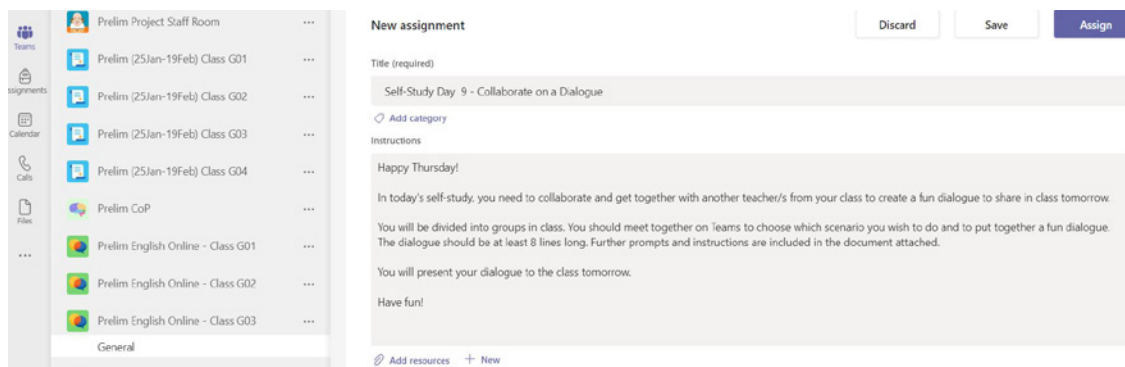 Teams
ssignments
Calendar
Calls
Files
Prelim Project Staff Room
Prelim (25Jan-19Feb) Class G01
Prelim (25Jan-19Feb) Class G02
Prelim (25Jan-19Feb) Class G03
Prelim (25Jan-19Feb) Class G04
Prelim CoP
Prelim English Online - Class G01
Prelim English Online - Class G02
Prelim English Online - Class G03
General
New assignment
Discard
Save
Assign
Title (required)
Self-Study Day 9 - Collaborate on a Dialogue
Add category
Instructions
Happy Thursday!
In today's self-study, you need to collaborate and get together with another teacher/s from your class to create a fun dialogue to share in class tomorrow.
You will be divided into groups in class. You should meet together on Teams to choose which scenario you wish to do and to put together a fun dialogue.
The dialogue should be at least 8 lines long. Further prompts and instructions are included in the document attached.
You will present your dialogue to the class tomorrow.
Have fun!
Add resources + New